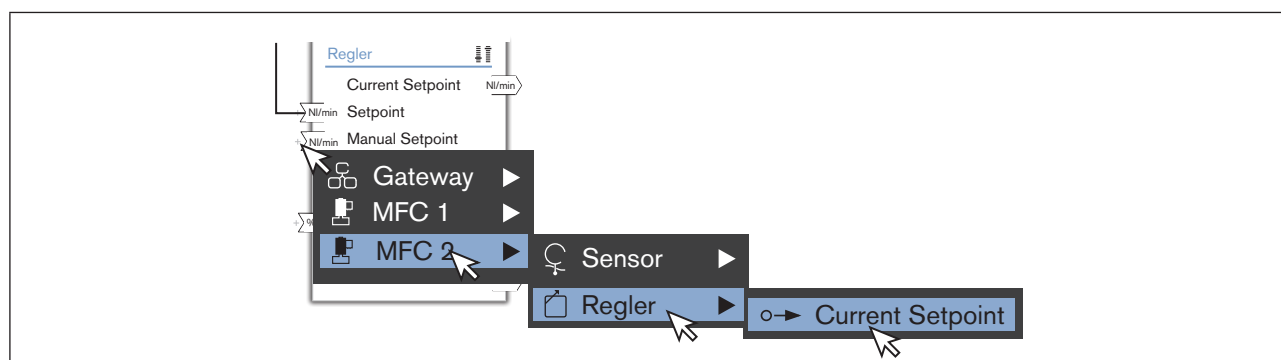 Regler
Current Setpoint Nl/min
Nl/min Setpoint
Nl/min Manual Setpoint
Gateway
MFC 1
%
MFC 2
Sensor
Regler
Current Setpoint